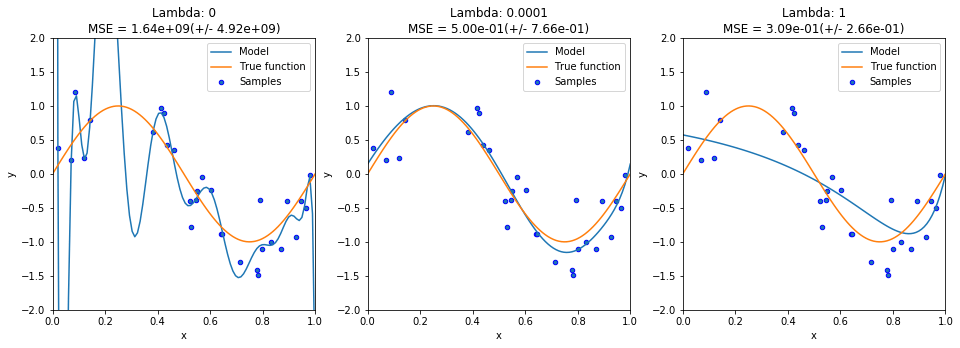 Lambda: 0
MSE = 1.64e+09(+/- 4.92e+09)
Model
True function
Samples
2.0
1.5
1.0
0.5
0.0
−0.5
−1.0
−1.5
−2.0
y
0.0 0.2 0.4 0.6 0.8 1.0
x
Lambda: 0.0001
MSE = 5.00e-01(+/- 7.66e-01)
Model
True function
Samples
2.0
1.5
1.0
0.5
0.0
−0.5
−1.0
−1.5
−2.0
y
0.0 0.2 0.4 0.6 0.8 1.0
x
Lambda: 1
MSE = 3.09e-01(+/- 2.66e-01)
Model
True function
Samples
2.0
1.5
1.0
0.5
0.0
−0.5
−1.0
−1.5
−2.0
y
0.0 0.2 0.4 0.6 0.8 1.0
x